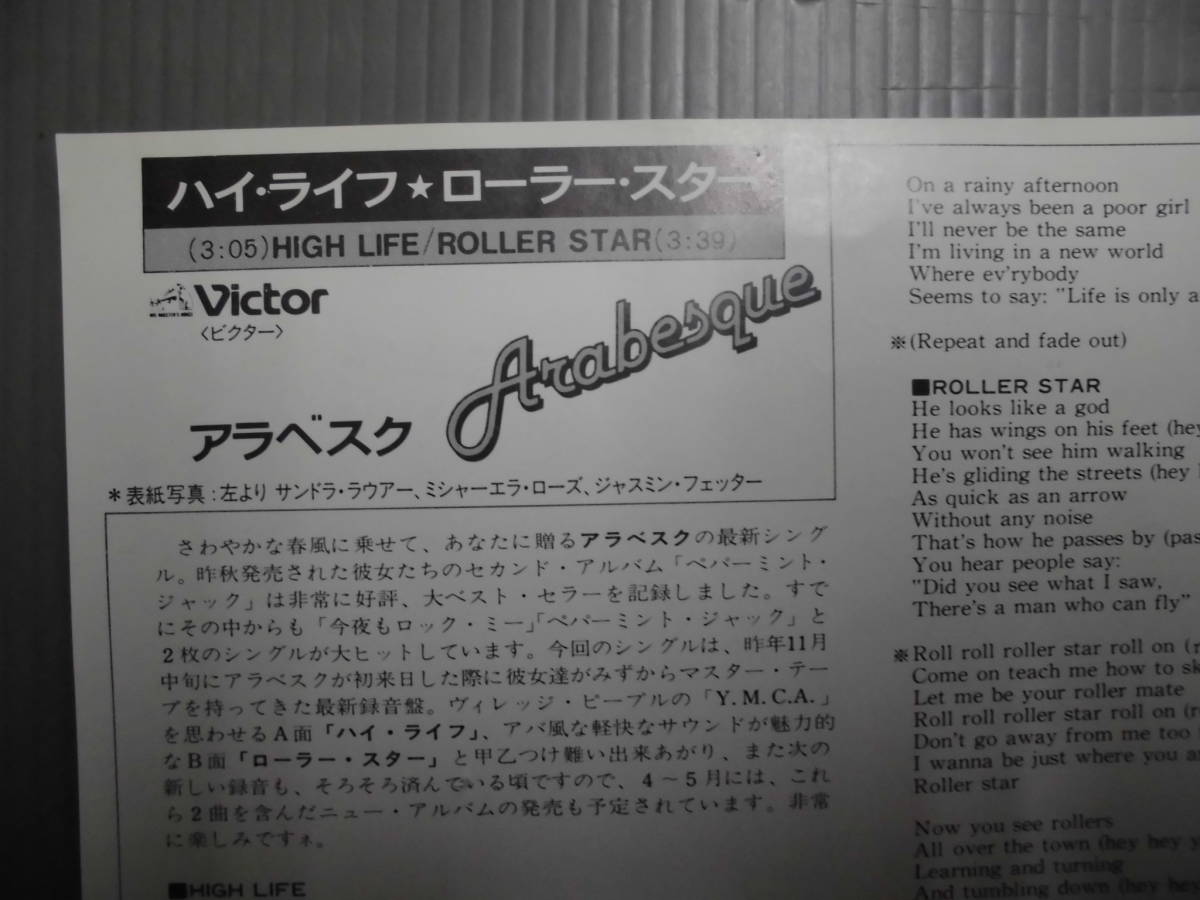 ハイ・ライフ★ローラー・スター
(3:05)HIGH LIFE/ROLLER STAR(3:39)
HIS MASTER'S VOICE
Victor
〈ビクター〉
アラベスク
Arabesque
*表紙写真:左より サンドラ・ラウアー、ミシャーエラ・ローズ、ジャスミン・フェッター
さわやかな春風に乗せて、あなたに贈るアラベスクの最新シング
ル。昨秋発売された彼女たちのセカンド・アルバム「ペパーミント・
ジャック」は非常に好評、大ベスト・セラーを記録しました。すで
にその中からも「今夜もロック・ミー」「ペパーミント・ジャック」と
2枚のシングルが大ヒットしています。今回のシングルは、昨年11月
中旬にアラベスクが初来日した際に彼女達がみずからマスター・テー
プを持ってきた最新録音盤。ヴィレッジ・ピープルの「Y.M.C.A.」
を思わせるA面「ハイ・ライフ」、アバ風な軽快なサウンドが魅力的
なB面「ローラー・スター」と甲乙つけ難い出来あがり、また次の
新しい録音も、そろそろ済んでいる頃ですので、4〜5月には、これ
ら2曲を含んだニュー・アルバムの発売も予定されています。非常
に楽しみですネ。
■HIGH LIFE
On a rainy afternoon
I've always been a poor girl
I'll never be the same
I'm living in a new world
Where ev'rybody
Seems to say: "Life is only a
※(Repeat and fade out)
■ROLLER STAR
He looks like a god
He has wings on his feet (hey
You won't see him walking
He's gliding the streets (hey
As quick as an arrow
Without any noise
That's how he passes by (pas
You hear people say:
"Did you see what I saw,
There's a man who can fly"
※Roll roll roller star roll on (r
Come on teach me how to sk
Let me be your roller mate
Roll roll roller star roll on (r
Don't go away from me too
I wanna be just where you a
Roller star
Now you see rollers
All over the town (hey hey y
Learning and turning
And tumbling down (hey hey